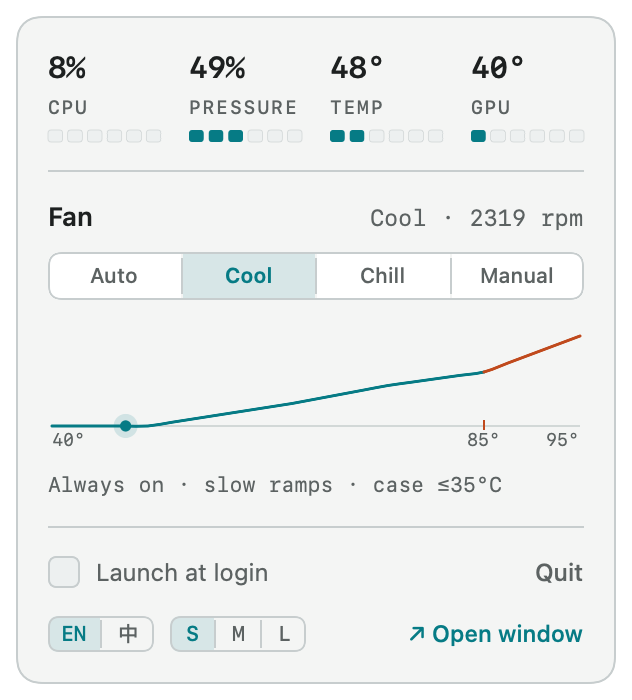 8% 49% 48° 40°
CPU PRESSURE TEMP GPU
Fan Cool · 2319 rpm
Auto Cool Chill Manual
40° 85° 95°
Always on · slow ramps · case ≤35°C
Launch at login Quit
EN 中 S M L ↗ Open window